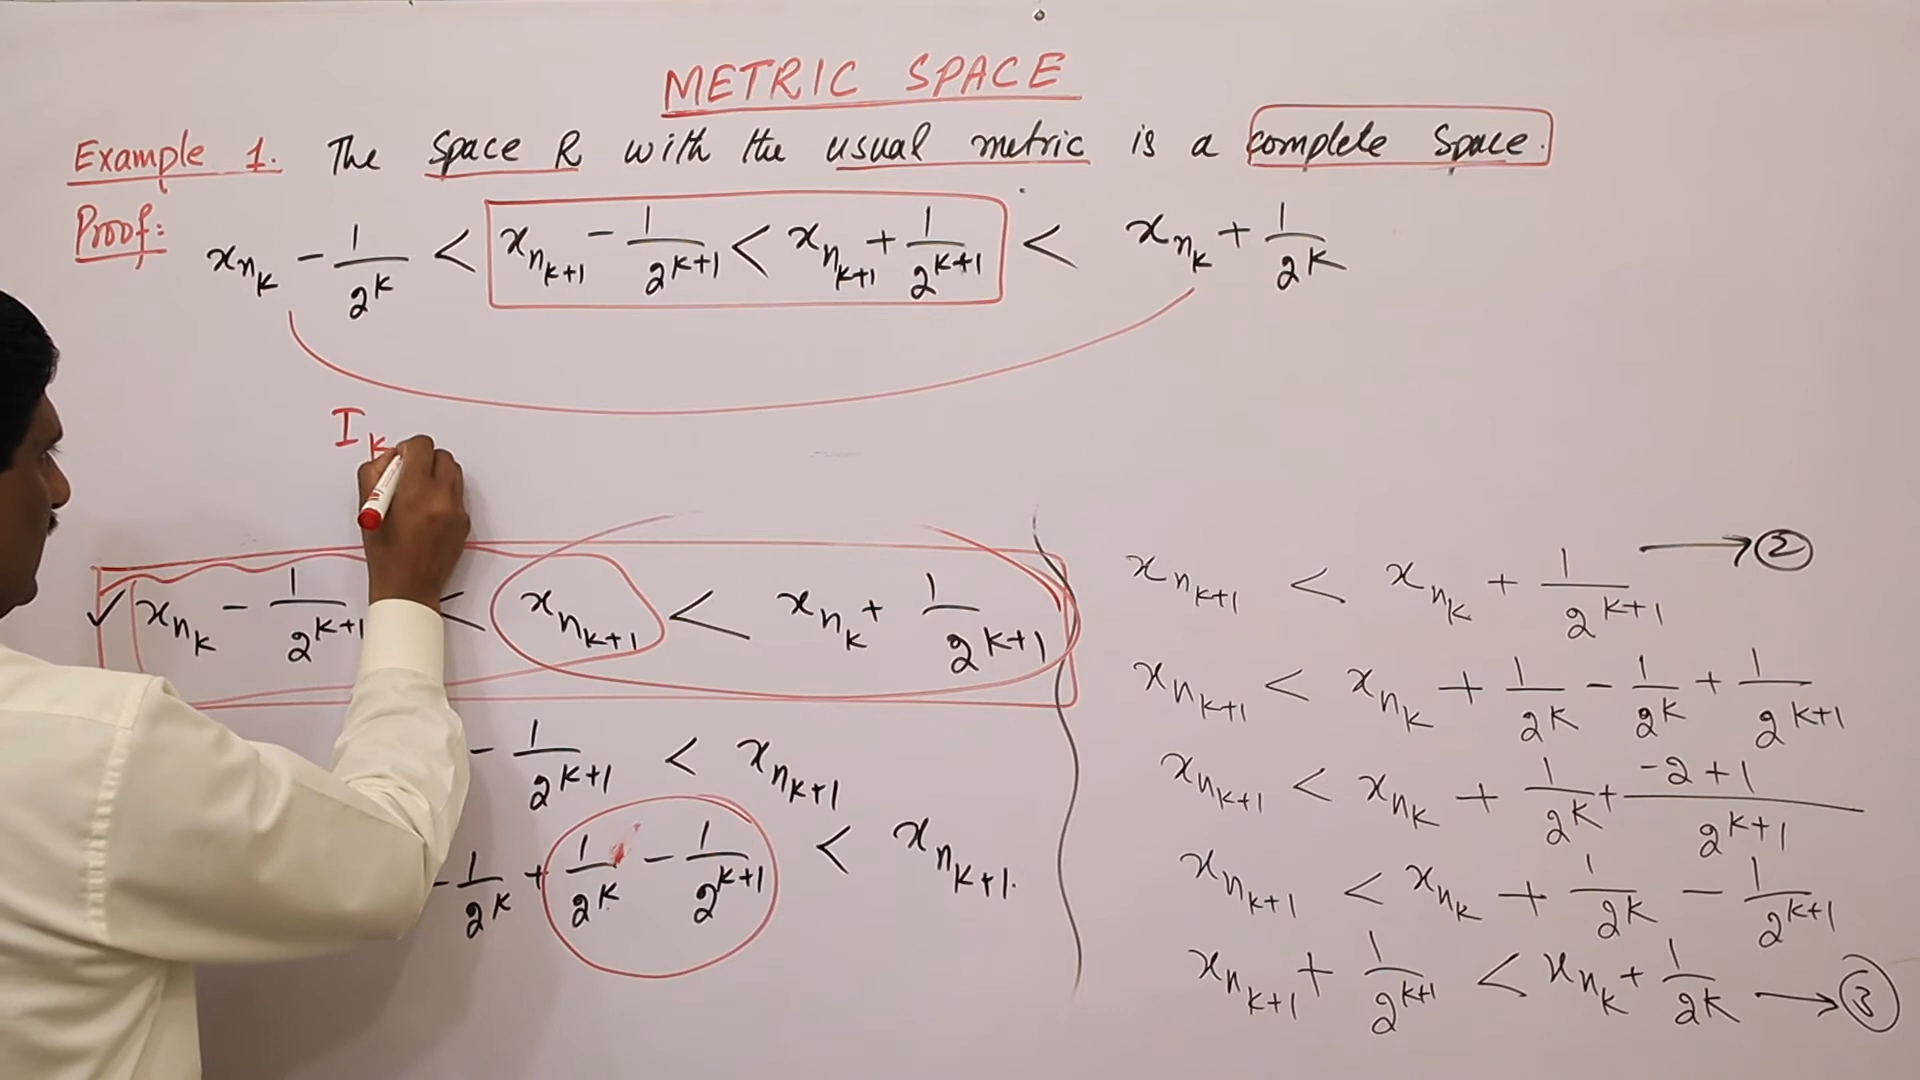 METRIC SPACE
Example 1. The space R with the usual metric is a complete space.
Proof: x_{n_k} - 1/2^k < x_{n_{k+1}} - 1/2^{k+1} < x_{n_{k+1}} + 1/2^{k+1} < x_{n_k} + 1/2^k
I_k
✓ x_{n_k} - 1/2^{k+1} < x_{n_{k+1}} < x_{n_k} + 1/2^{k+1}
- 1/2^{k+1} < x_{n_{k+1}}
- 1/2^k + 1/2^k - 1/2^{k+1} < x_{n_{k+1}}.
x_{n_{k+1}} < x_{n_k} + 1/2^{k+1} → ②
x_{n_{k+1}} < x_{n_k} + 1/2^k - 1/2^k + 1/2^{k+1}
x_{n_{k+1}} < x_{n_k} + 1/2^k + (-2+1)/2^{k+1}
x_{n_{k+1}} < x_{n_k} + 1/2^k - 1/2^{k+1}
x_{n_{k+1}} + 1/2^{k+1} < x_{n_k} + 1/2^k → ③